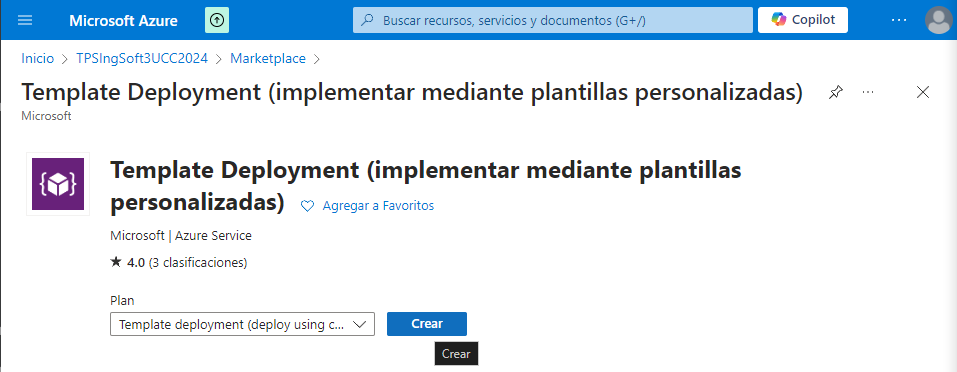 Microsoft Azure
Buscar recursos, servicios y documentos (G+/)
Copilot
Inicio > TPSIngSoft3UCC2024 > Marketplace >
Template Deployment (implementar mediante plantillas personalizadas)
Microsoft
Template Deployment (implementar mediante plantillas
personalizadas)
Agregar a Favoritos
Microsoft | Azure Service
★ 4.0 (3 clasificaciones)
Plan
Template deployment (deploy using c...
Crear
Crear